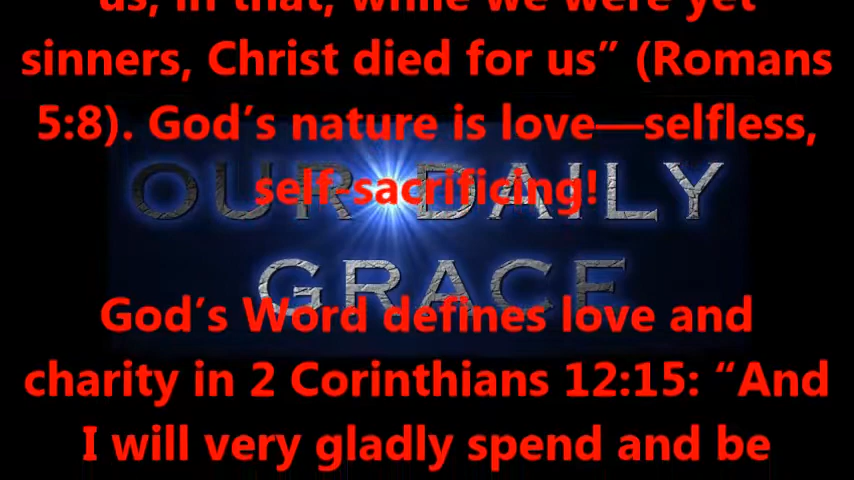 us, in that, while we were yet
sinners, Christ died for us” (Romans
5:8). God’s nature is love—selfless,
self-sacrificing!
OUR DAILY
GRACE
God’s Word defines love and
charity in 2 Corinthians 12:15: “And
I will very gladly spend and be